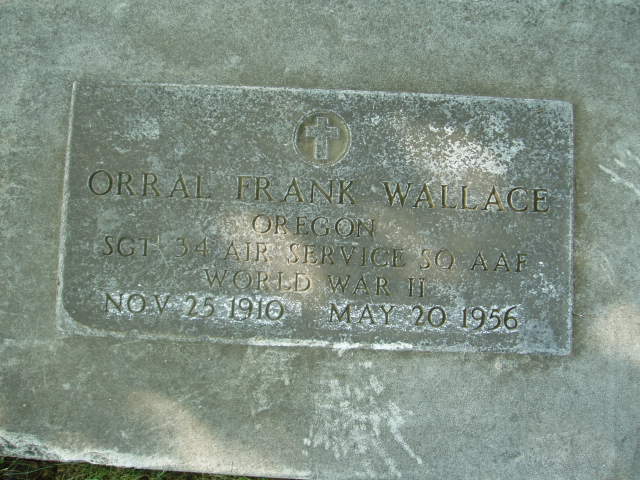 ORRAL FRANK WALLACE
OREGON
SGT 34 AIR SERVICE SQ AAF
WORLD WAR II
NOV 25 1910 MAY 20 1956